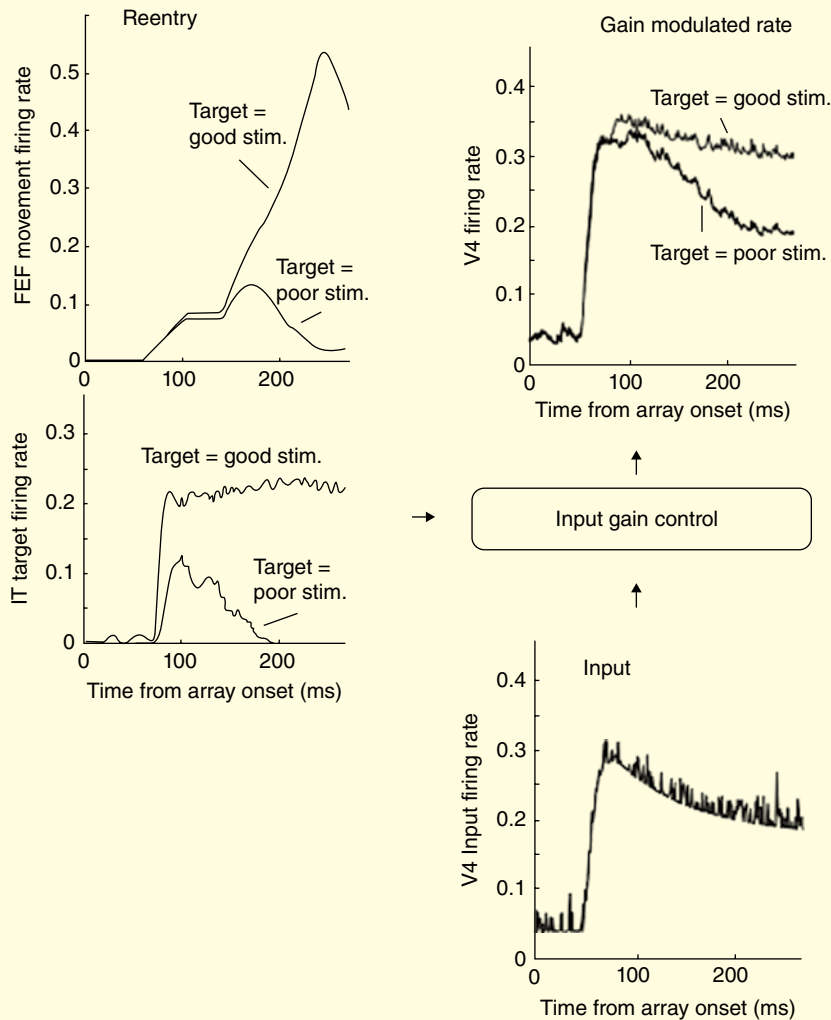 Reentry
FEF movement firing rate
0.5
0.4
0.3
0.2
0.1
0
Target =
good stim.
Target =
poor stim.
0
100
200
IT target firing rate
0.3
0.2
0.1
0
Target = good stim.
Target =
poor stim.
0
100
200
Time from array onset (ms)
Gain modulated rate
V4 firing rate
0.4
0.3
0.2
0.1
0
Target = good stim.
Target = poor stim.
0
100
200
Time from array onset (ms)
Input gain control
Input
V4 Input firing rate
0.4
0.3
0.2
0.1
0
0
100
200
Time from array onset (ms)